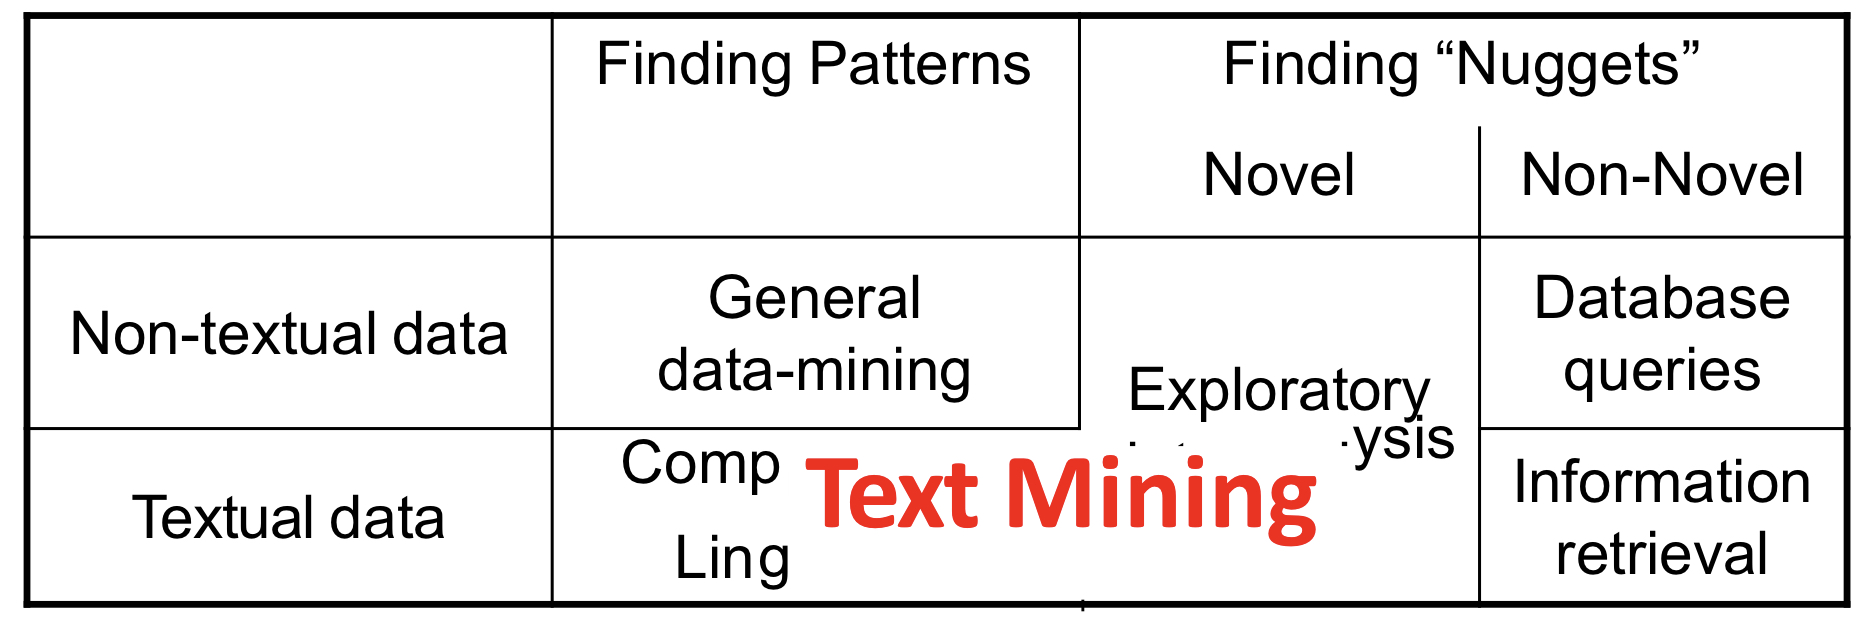 Finding Patterns
Finding “Nuggets”
Novel
Non-Novel
Non-textual data
General
data-mining
Exploratory
ysis
Database
queries
Textual data
Comp
Ling
Text Mining
Information
retrieval